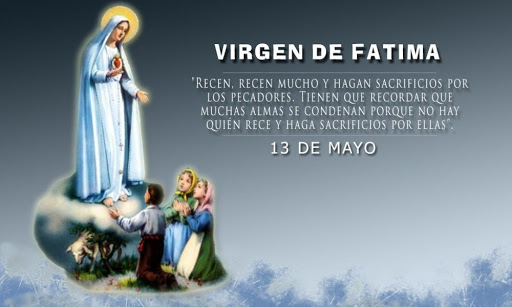 VIRGEN DE FATIMA
"RECEN, RECEN MUCHO Y HAGAN SACRIFICIOS POR
LOS PECADORES. TIENEN QUE RECORDAR QUE
MUCHAS ALMAS SE CONDENAN PORQUE NO HAY
QUIÉN RECE Y HAGA SACRIFICIOS POR ELLAS".
13 DE MAYO